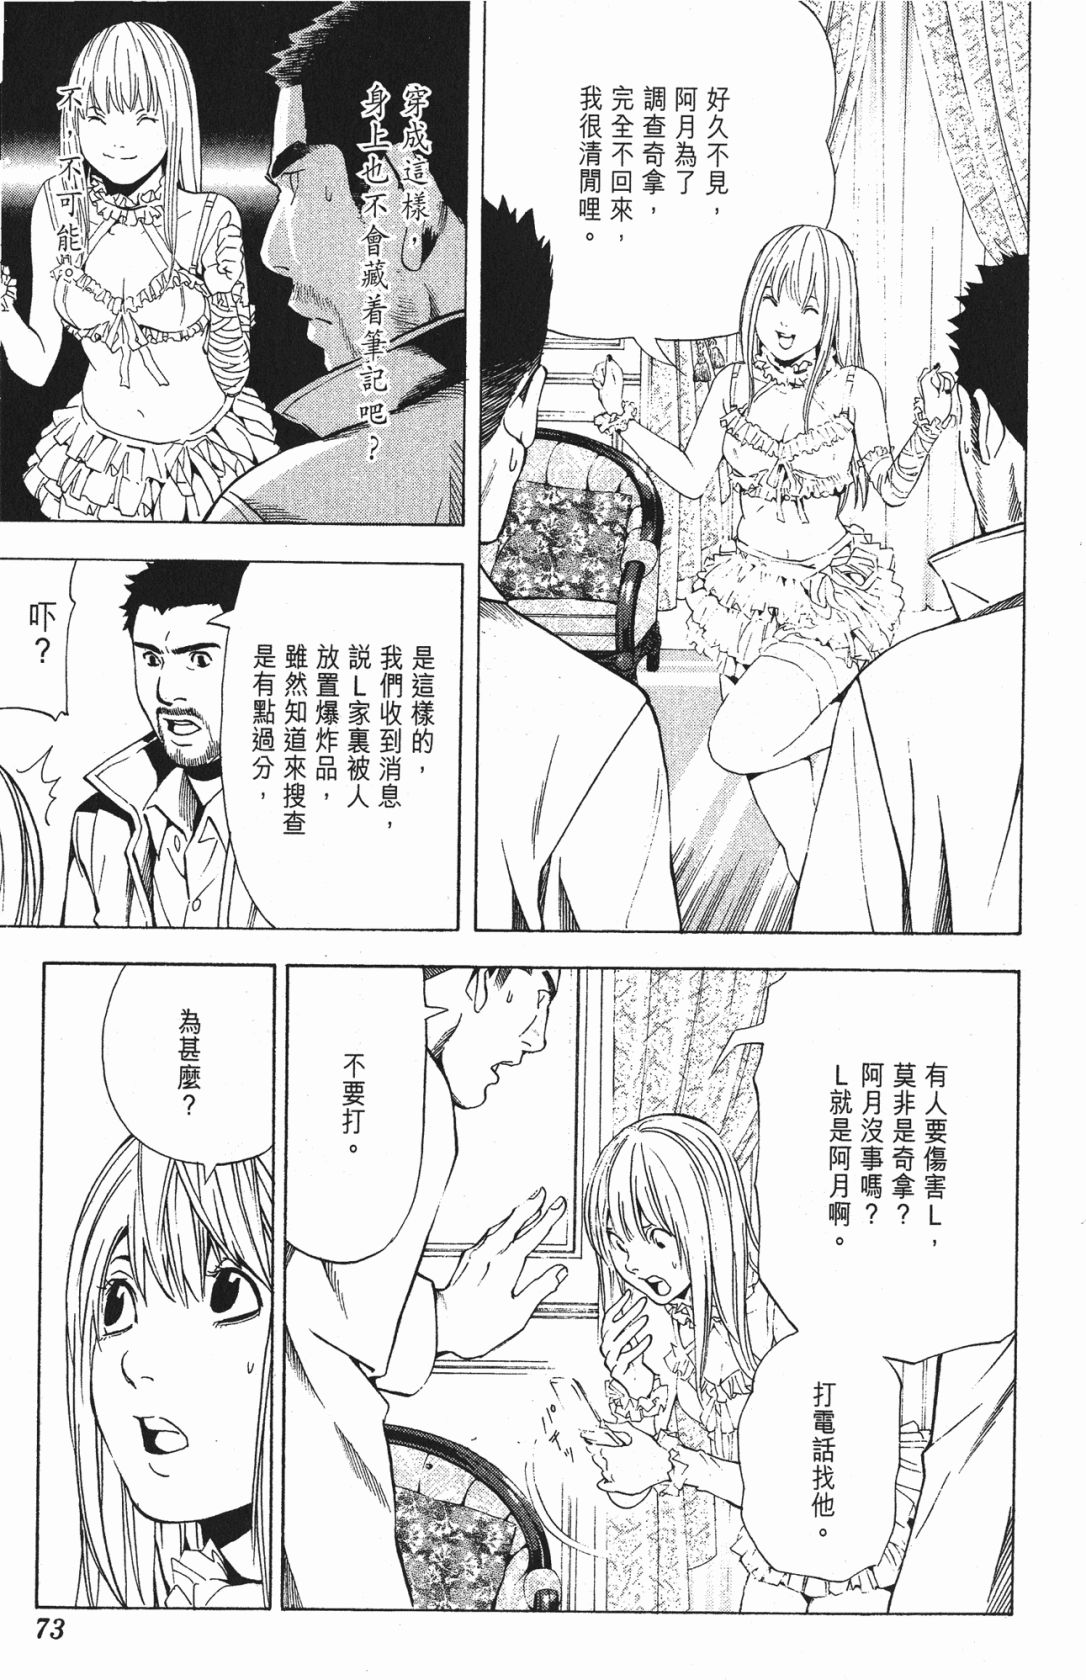 好久不見，
阿月為了
調查奇拿，
完全不回來，
我很清閒哩。
穿成這樣，
身上也不會藏着筆記吧？
不，不可能。
是這樣的，
我們收到消息，
説Ｌ家裏被人
放置爆炸品，
雖然知道來搜查
是有點過分，
吓？
有人要傷害Ｌ，
莫非是奇拿？
阿月沒事嗎？
Ｌ就是阿月啊。
打電話找他。
パチッ
不要打。
為甚麼？
73